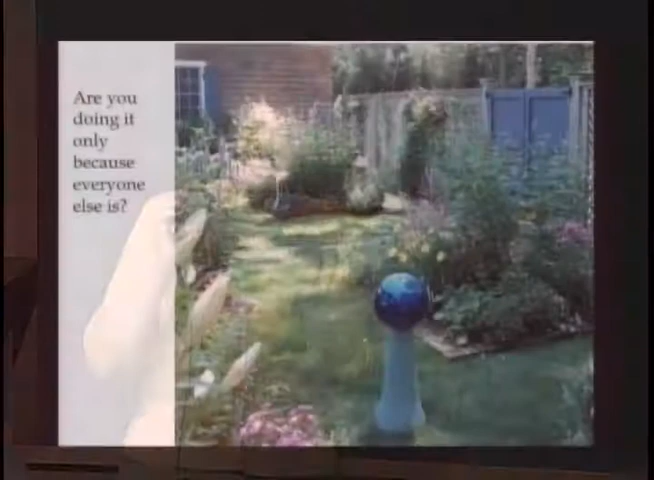 Are you
doing it
only
because
everyone
else is?